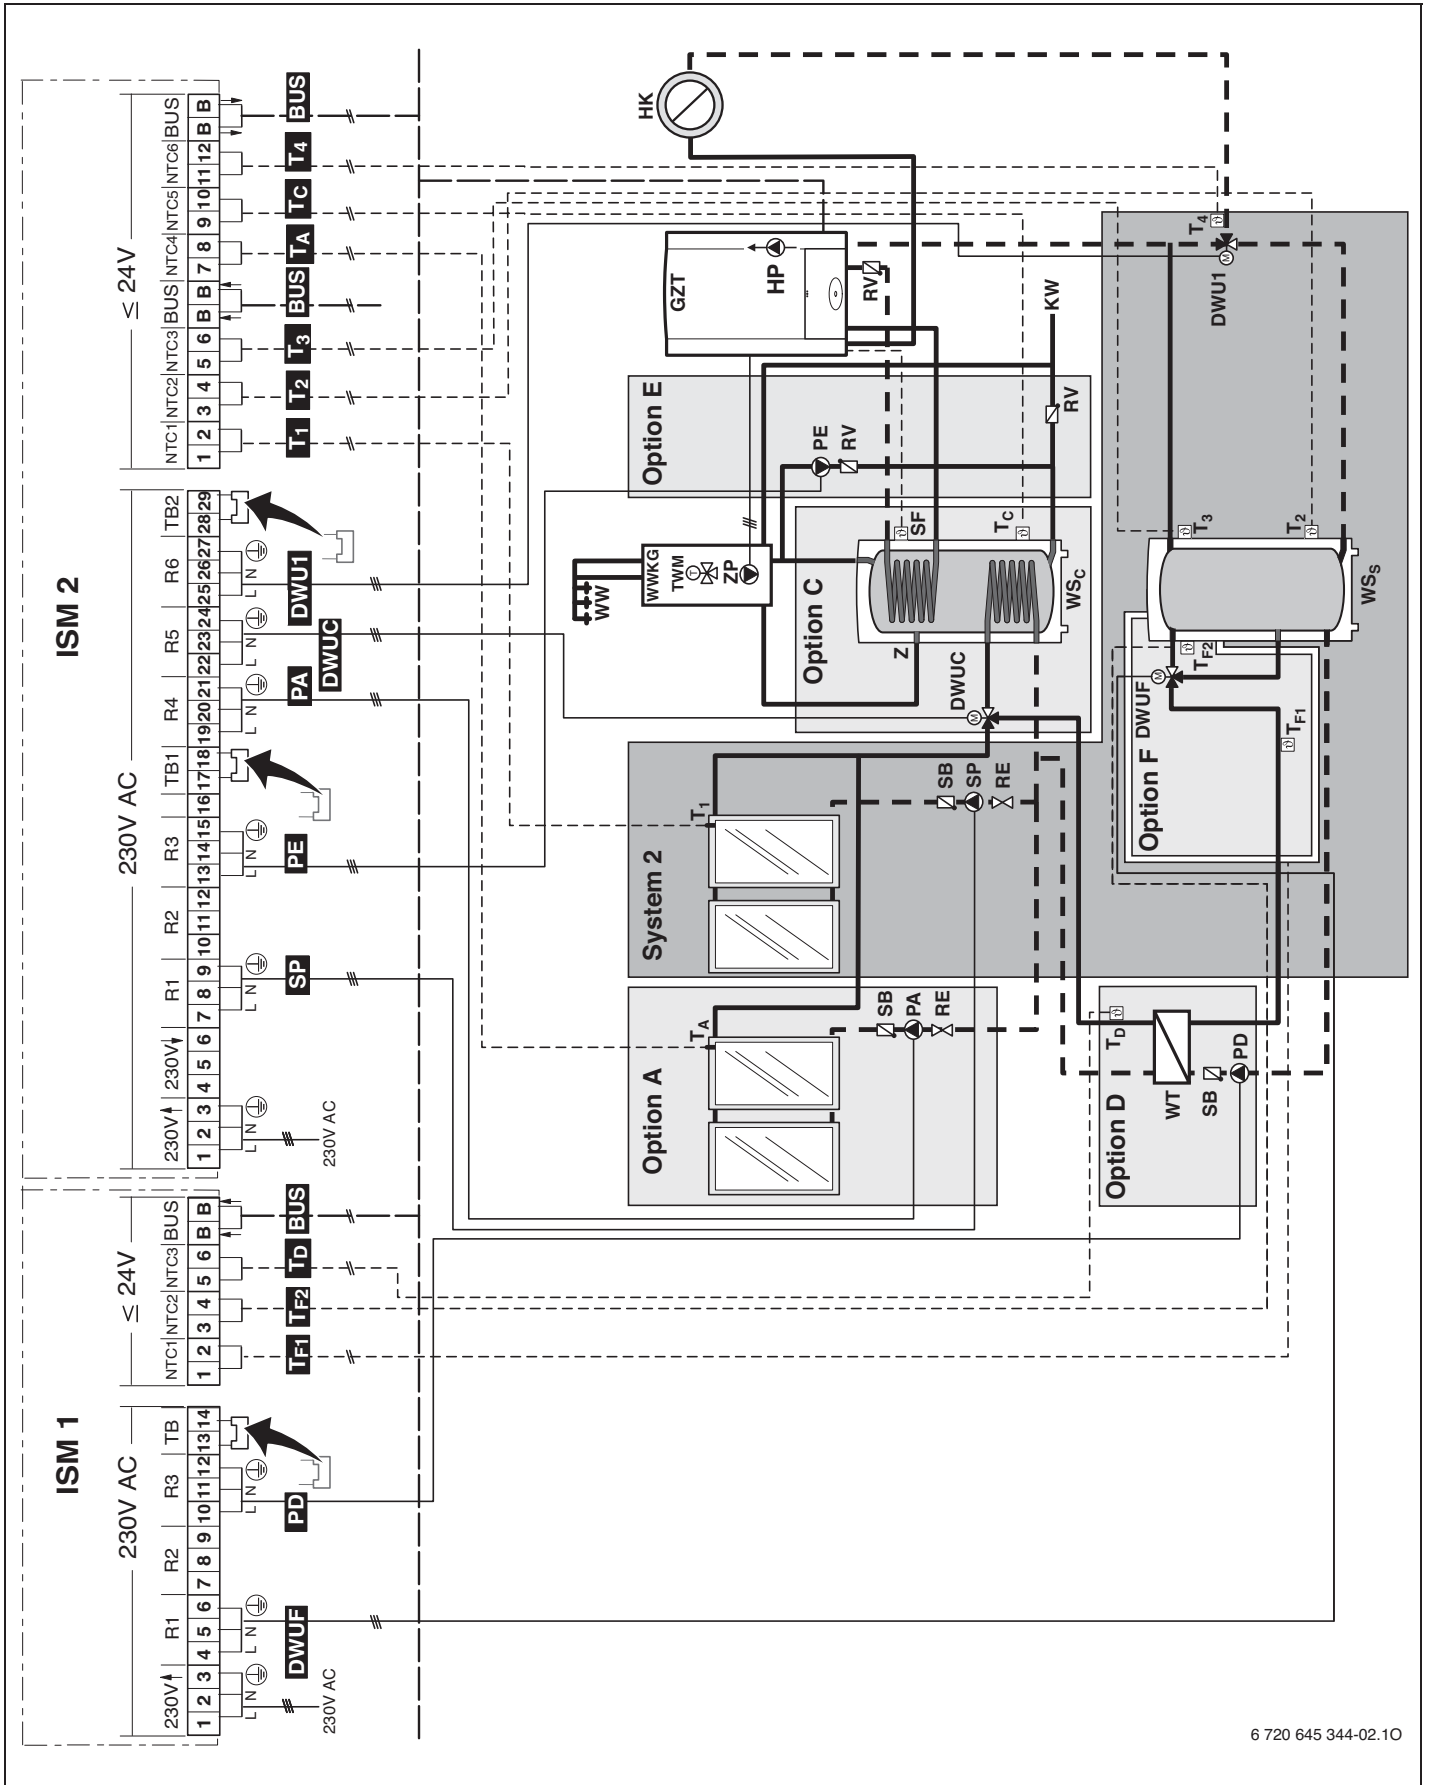 ISM 1
230V AC
≤ 24V
230V R1 R2 R3 TB
1 2 3 4 5 6 7 8 9 10 11 12 13 14
L N
L N
L N
230V AC
DWUF
PD
NTC1 NTC2 NTC3 BUS
1 2 3 4 5 6 B B
TF1
TF2
TD
BUS
ISM 2
230V AC
≤ 24V
230V 230V R1 R2 R3 TB1 R4 R5 R6 TB2
1 2 3 4 5 6 7 8 9 10 11 12 13 14 15 16 17 18 19 20 21 22 23 24 25 26 27 28 29
L N
L N
L N
L N
L N
L N
230V AC
SP
PE
PA
DWUC
DWU1
NTC1 NTC2 NTC3 BUS NTC4 NTC5 NTC6 BUS
1 2 3 4 5 6 B B 7 8 9 10 11 12 B B
T1
T2
T3
BUS
TA
TC
T4
BUS
Option A
TA
SB
PA
RE
System 2
T1
SB
SP
RE
Option C
Z
DWUC
M
SF
TC
WSC
WW
WWKG
TWM
T
ZP
Option E
PE
RV
RV
KW
GZT
HP
RV
HK
Option D
TD
WT
SB
PD
Option F
DWUF
M
TF2
TF1
T3
T2
WSS
DWU1
M
T4
6 720 645 344-02.1O